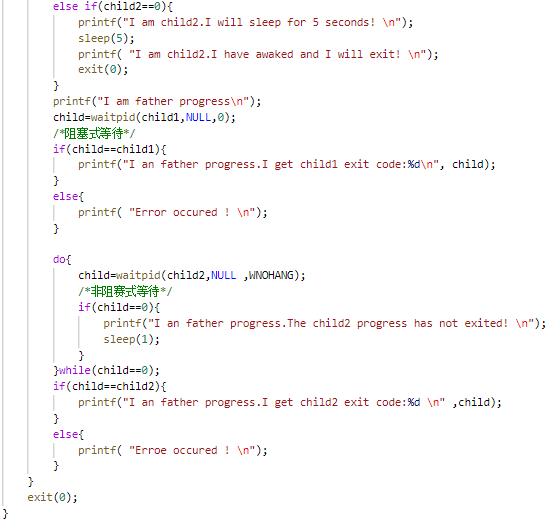 else if(child2==0){
printf("I am child2.I will sleep for 5 seconds! \n");
sleep(5);
printf( "I am child2.I have awaked and I will exit! \n");
exit(0);
}
printf("I am father progress\n");
child=waitpid(child1,NULL,0);
/*阻塞式等待*/
if(child==child1){
printf("I an father progress.I get child1 exit code:%d\n", child);
}
else{
printf( "Error occured ! \n");
}
do{
child=waitpid(child2,NULL ,WNOHANG);
/*非阻赛式等待*/
if(child==0){
printf("I an father progress.The child2 progress has not exited! \n");
sleep(1);
}
}while(child==0);
if(child==child2){
printf("I an father progress.I get child2 exit code:%d \n" ,child);
}
else{
printf( "Erroe occured ! \n");
}
}
exit(0);
}